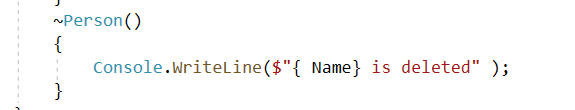 }
~Person()
{
Console.WriteLine($"{ Name} is deleted" );
}